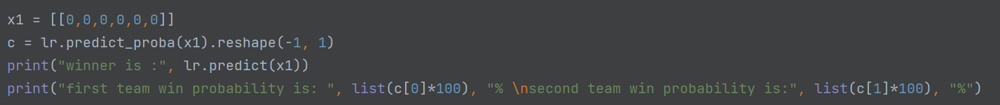 x1 = [[0,0,0,0,0,0]]
c = lr.predict_proba(x1).reshape(-1, 1)
print("winner is :", lr.predict(x1))
print("first team win probability is: ", list(c[0]*100), "% \nsecond team win probability is:", list(c[1]*100), "%")